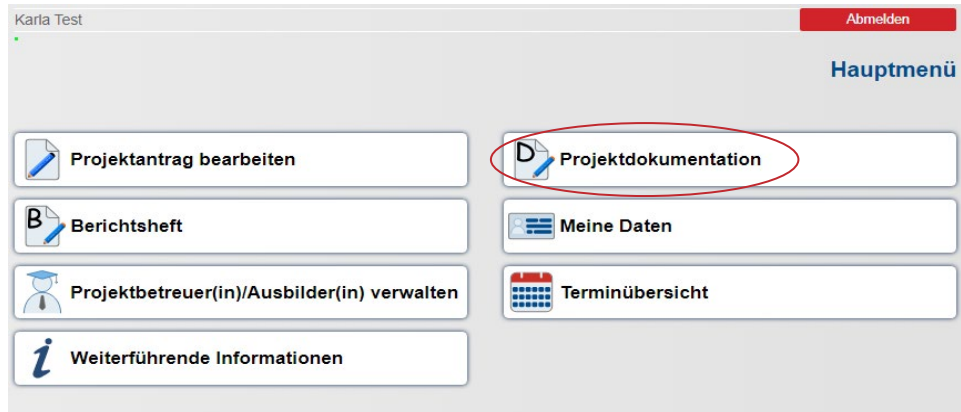 Karla Test
Abmelden
Hauptmenü
Projektantrag bearbeiten
D Projektdokumentation
B Berichtsheft
Meine Daten
Projektbetreuer(in)/Ausbilder(in) verwalten
Terminübersicht
i Weiterführende Informationen